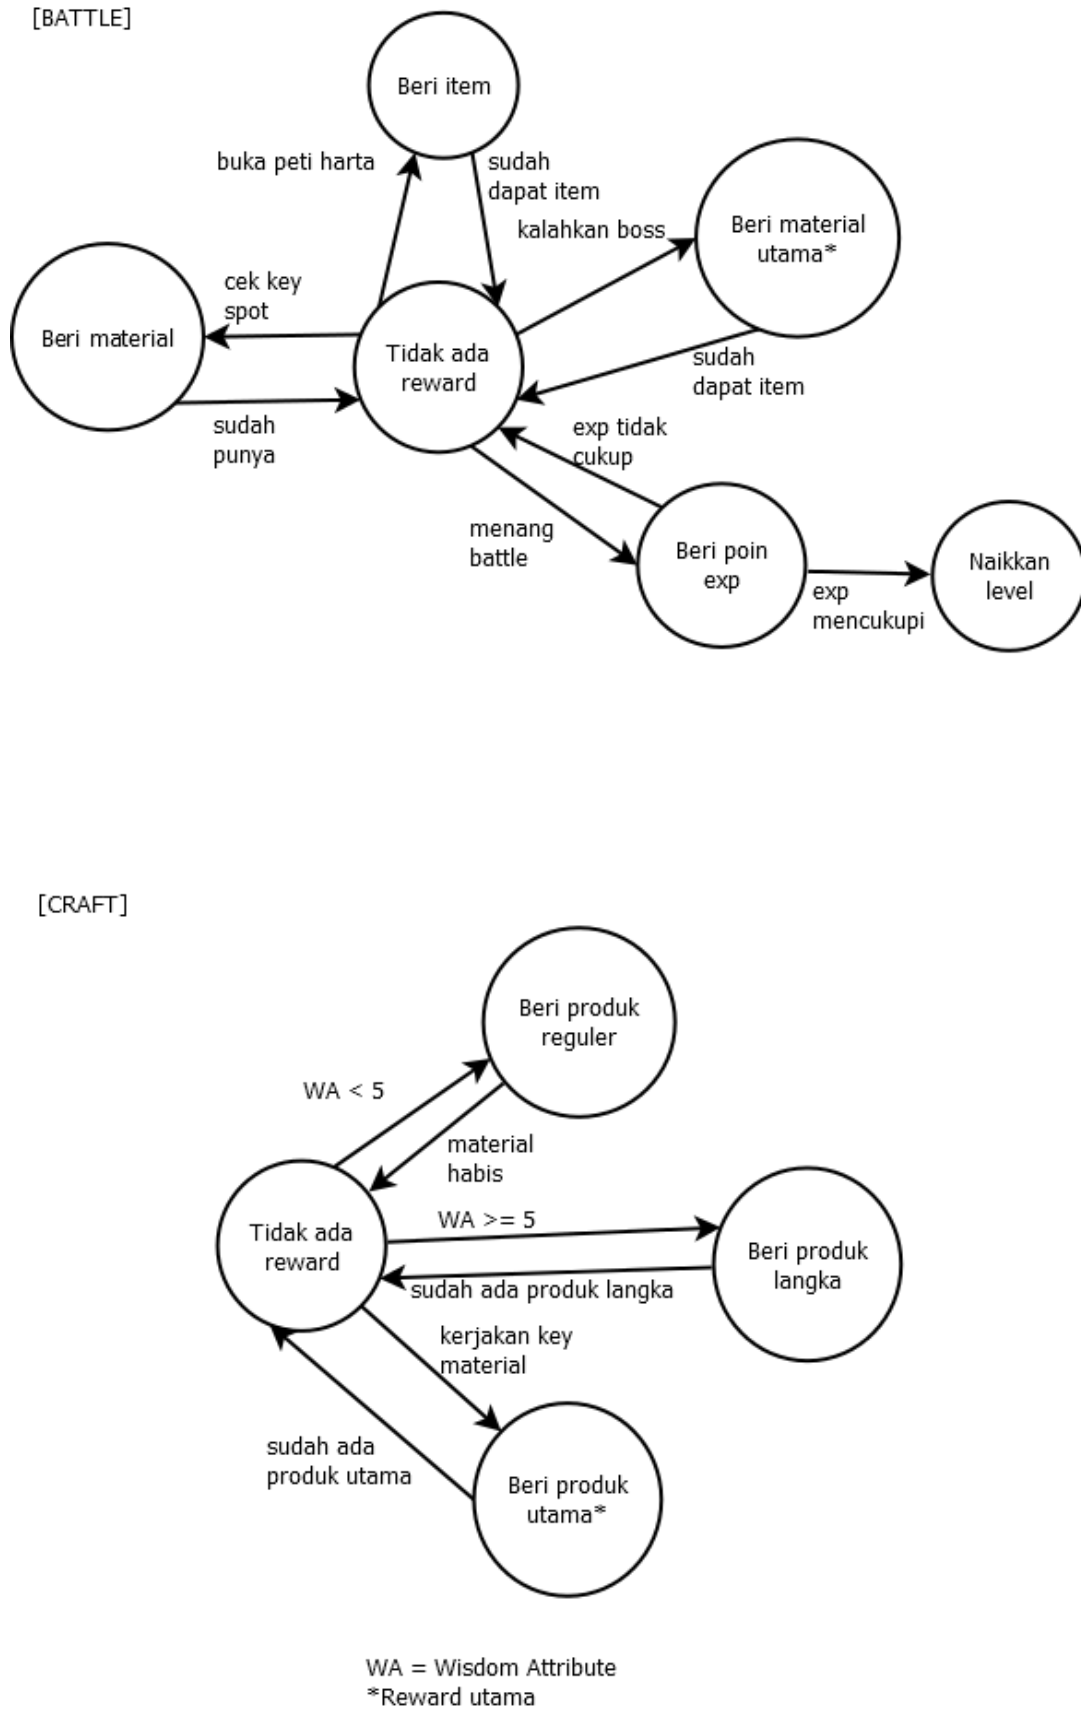 [BATTLE]
Beri item
buka peti harta
sudah
dapat item
kalahkan boss
Beri material
utama*
cek key
spot
Beri material
Tidak ada
reward
sudah
dapat item
sudah
punya
exp tidak
cukup
menang
battle
Beri poin
exp
exp
mencukupi
Naikkan
level
[CRAFT]
Beri produk
reguler
WA < 5
material
habis
Tidak ada
reward
WA >= 5
Beri produk
langka
sudah ada produk langka
kerjakan key
material
sudah ada
produk utama
Beri produk
utama*
WA = Wisdom Attribute
*Reward utama